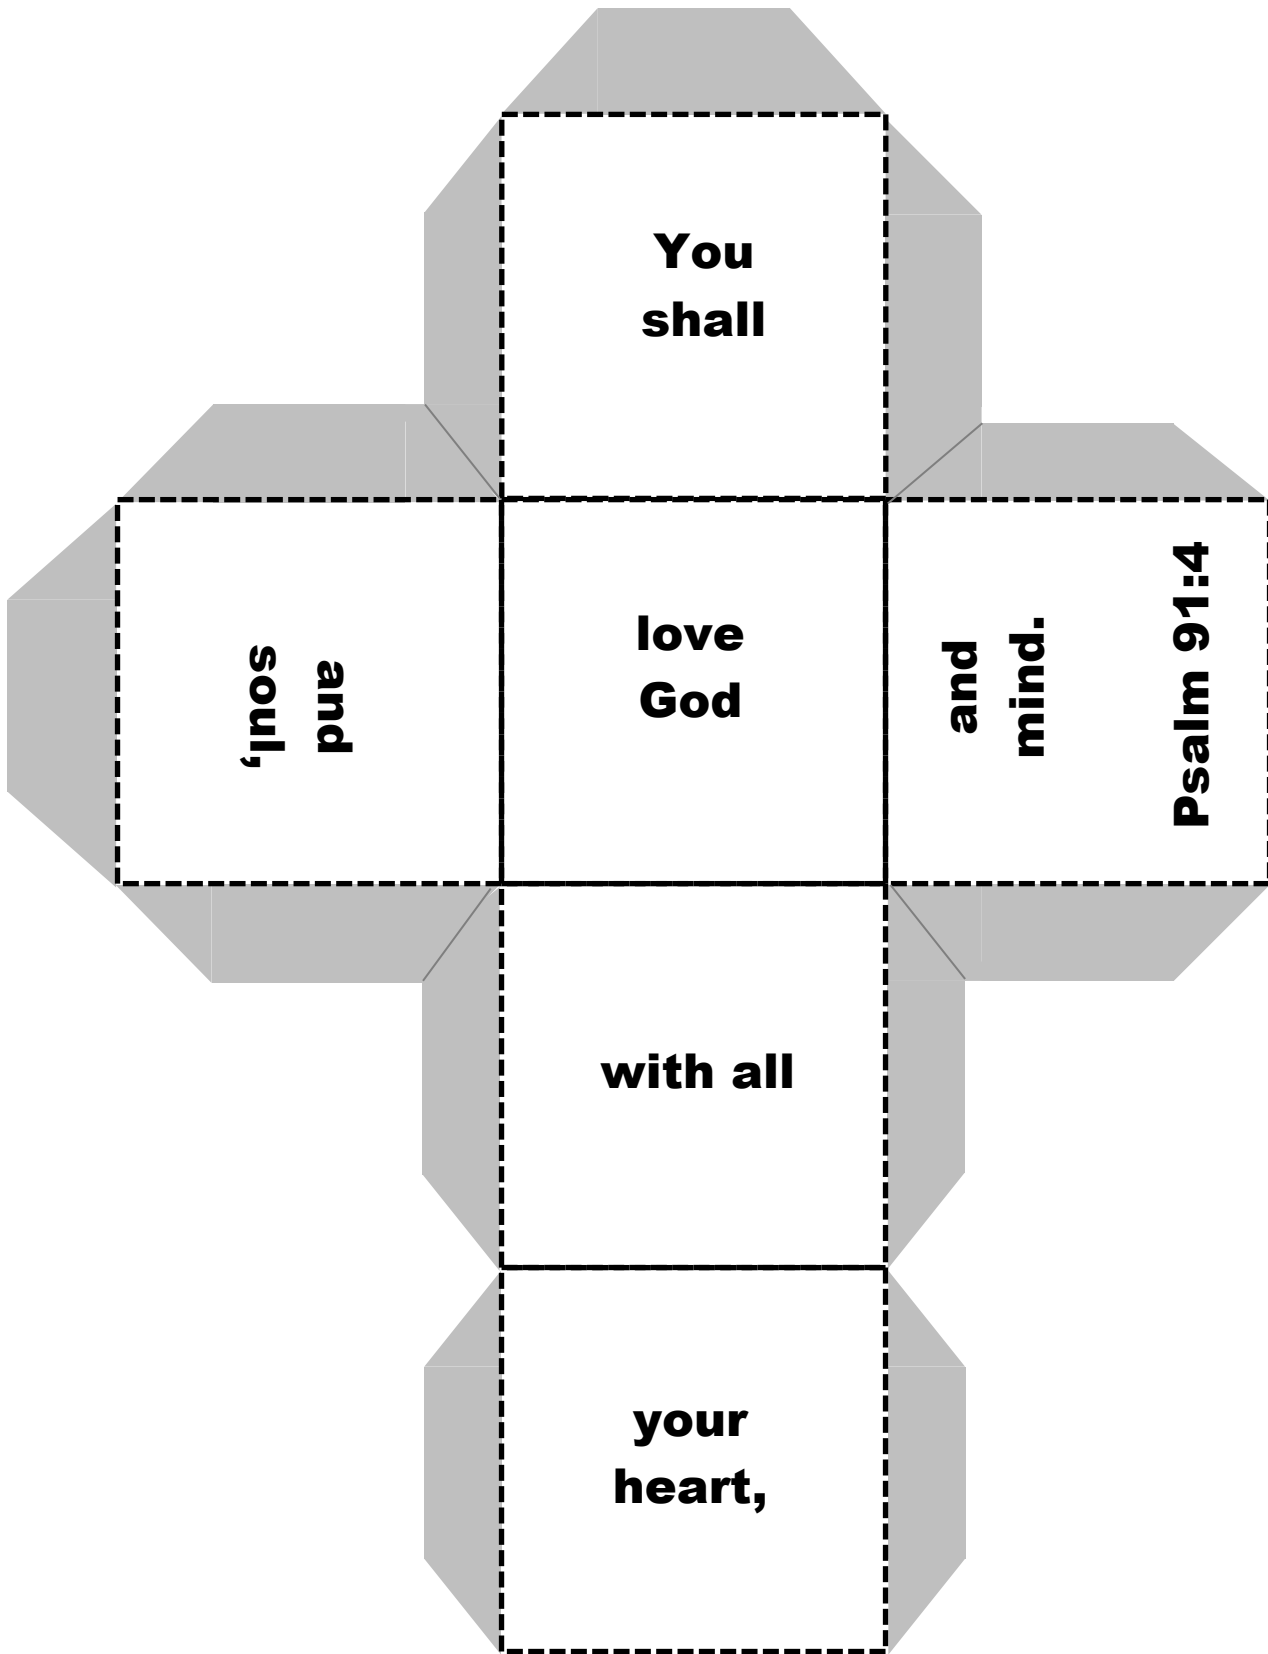 You
shall
love
God
with all
your
heart,
and
soul,
and
mind.
Psalm 91:4